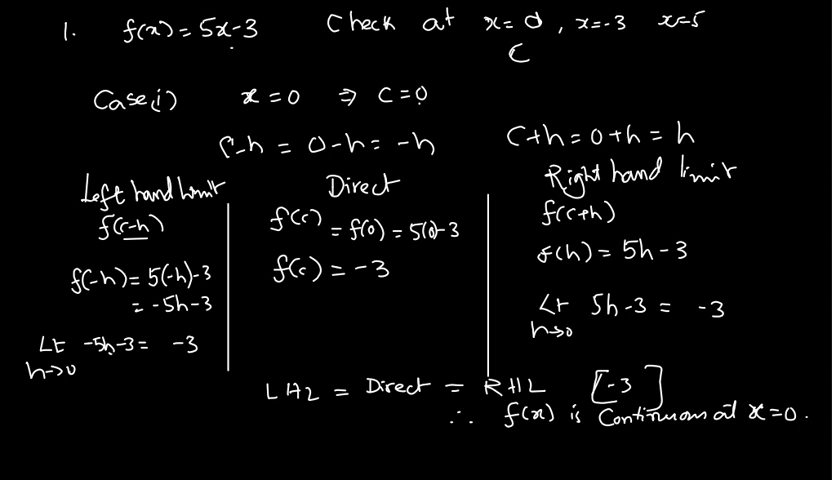 1. f(x) = 5x-3 Check at x=0, x=-3 x=5
C
Case(i) x=0 ⇒ C=0
C-h = 0-h = -h
C+h = 0+h = h
Left hand limit
f(c-h)
f(-h) = 5(-h)-3
= -5h-3
Lt -5h-3 = -3
h→0
Direct
f(c) = f(0) = 5(0)-3
f(c) = -3
Right hand limit
f(c+h)
f(h) = 5h-3
Lt 5h-3 = -3
h→0
LHL = Direct = RHL [-3]
∴ f(x) is Continuous at x=0.